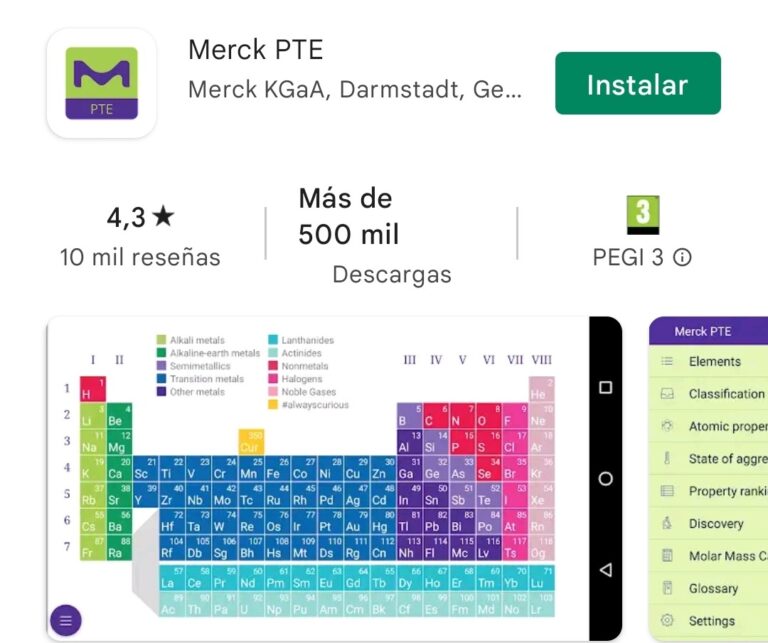 Merck PTE
Merck KGaA, Darmstadt, Ge...
Instalar
PTE
4,3 ★
10 mil reseñas
Más de
500 mil
Descargas
3
PEGI 3
Alkali metals
Alkaline-earth metals
Semimetallics
Transition metals
Other metals
Lanthanides
Actinides
Nonmetals
Halogens
Noble Gases
#alwayscurious
I II III IV V VI VII VIII
1 H 1 He 2
2 Li 3 Be 4 B 5 C 6 N 7 O 8 F 9 Ne 10
3 Na 11 Mg 12 Cur 350 Al 13 Si 14 P 15 S 16 Cl 17 Ar 18
4 K 19 Ca 20 Sc 21 Ti 22 V 23 Cr 24 Mn 25 Fe 26 Co 27 Ni 28 Cu 29 Zn 30 Ga 31 Ge 32 As 33 Se 34 Br 35 Kr 36
5 Rb 37 Sr 38 Y 39 Zr 40 Nb 41 Mo 42 Tc 43 Ru 44 Rh 45 Pd 46 Ag 47 Cd 48 In 49 Sn 50 Sb 51 Te 52 I 53 Xe 54
6 Cs 55 Ba 56 Hf 72 Ta 73 W 74 Re 75 Os 76 Ir 77 Pt 78 Au 79 Hg 80 Tl 81 Pb 82 Bi 83 Po 84 At 85 Rn 86
7 Fr 87 Ra 88 Rf 104 Db 105 Sg 106 Bh 107 Hs 108 Mt 109 Ds 110 Rg 111 Cn 112 Nh 113 Fl 114 Mc 115 Lv 116 Ts 117 Og 118
La 57 Ce 58 Pr 59 Nd 60 Pm 61 Sm 62 Eu 63 Gd 64 Tb 65 Dy 66 Ho 67 Er 68 Tm 69 Yb 70 Lu 71
Ac 89 Th 90 Pa 91 U 92 Np 93 Pu 94 Am 95 Cm 96 Bk 97 Cf 98 Es 99 Fm 100 Md 101 No 102 Lr 103
Merck PTE
Elements
Classification
Atomic proper
State of aggre
Property ranki
Discovery
Molar Mass C
Glossary
Settings